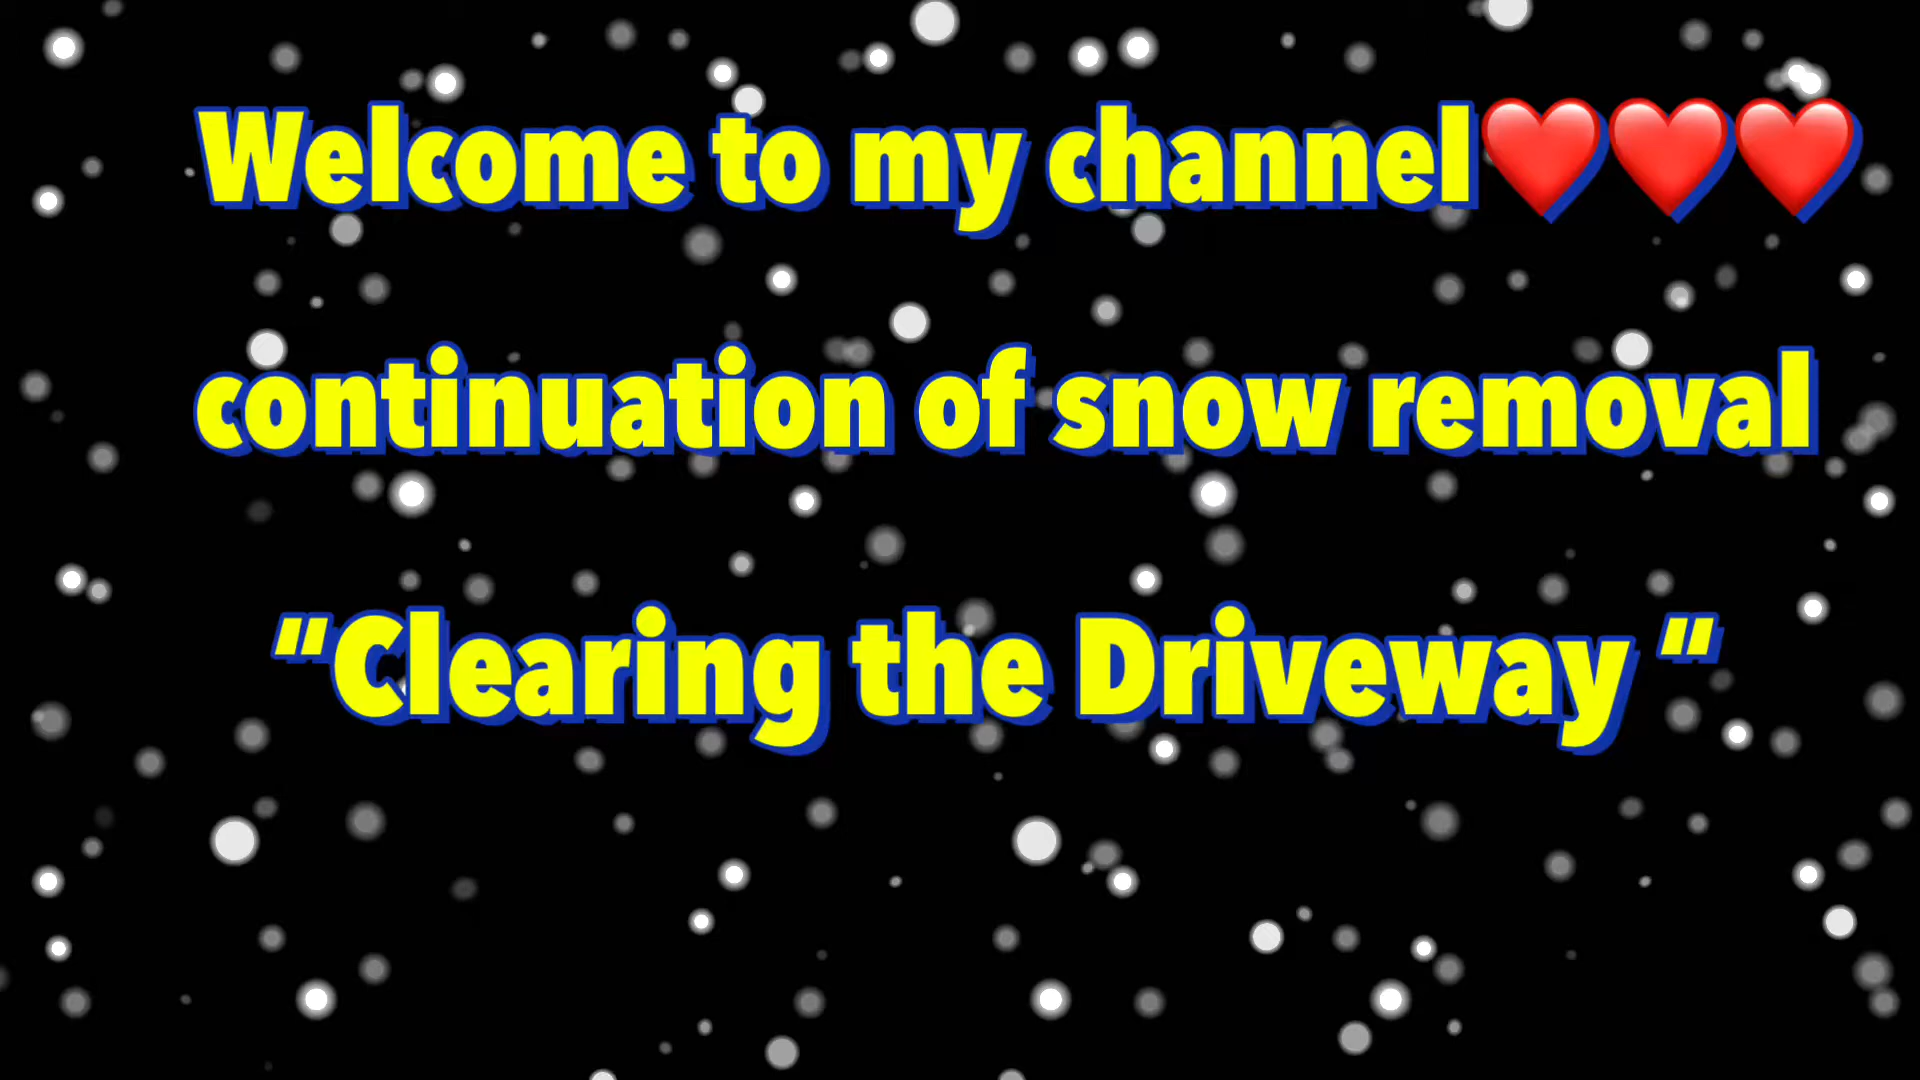 Welcome to my channel❤️❤️❤️
continuation of snow removal
"Clearing the Driveway "